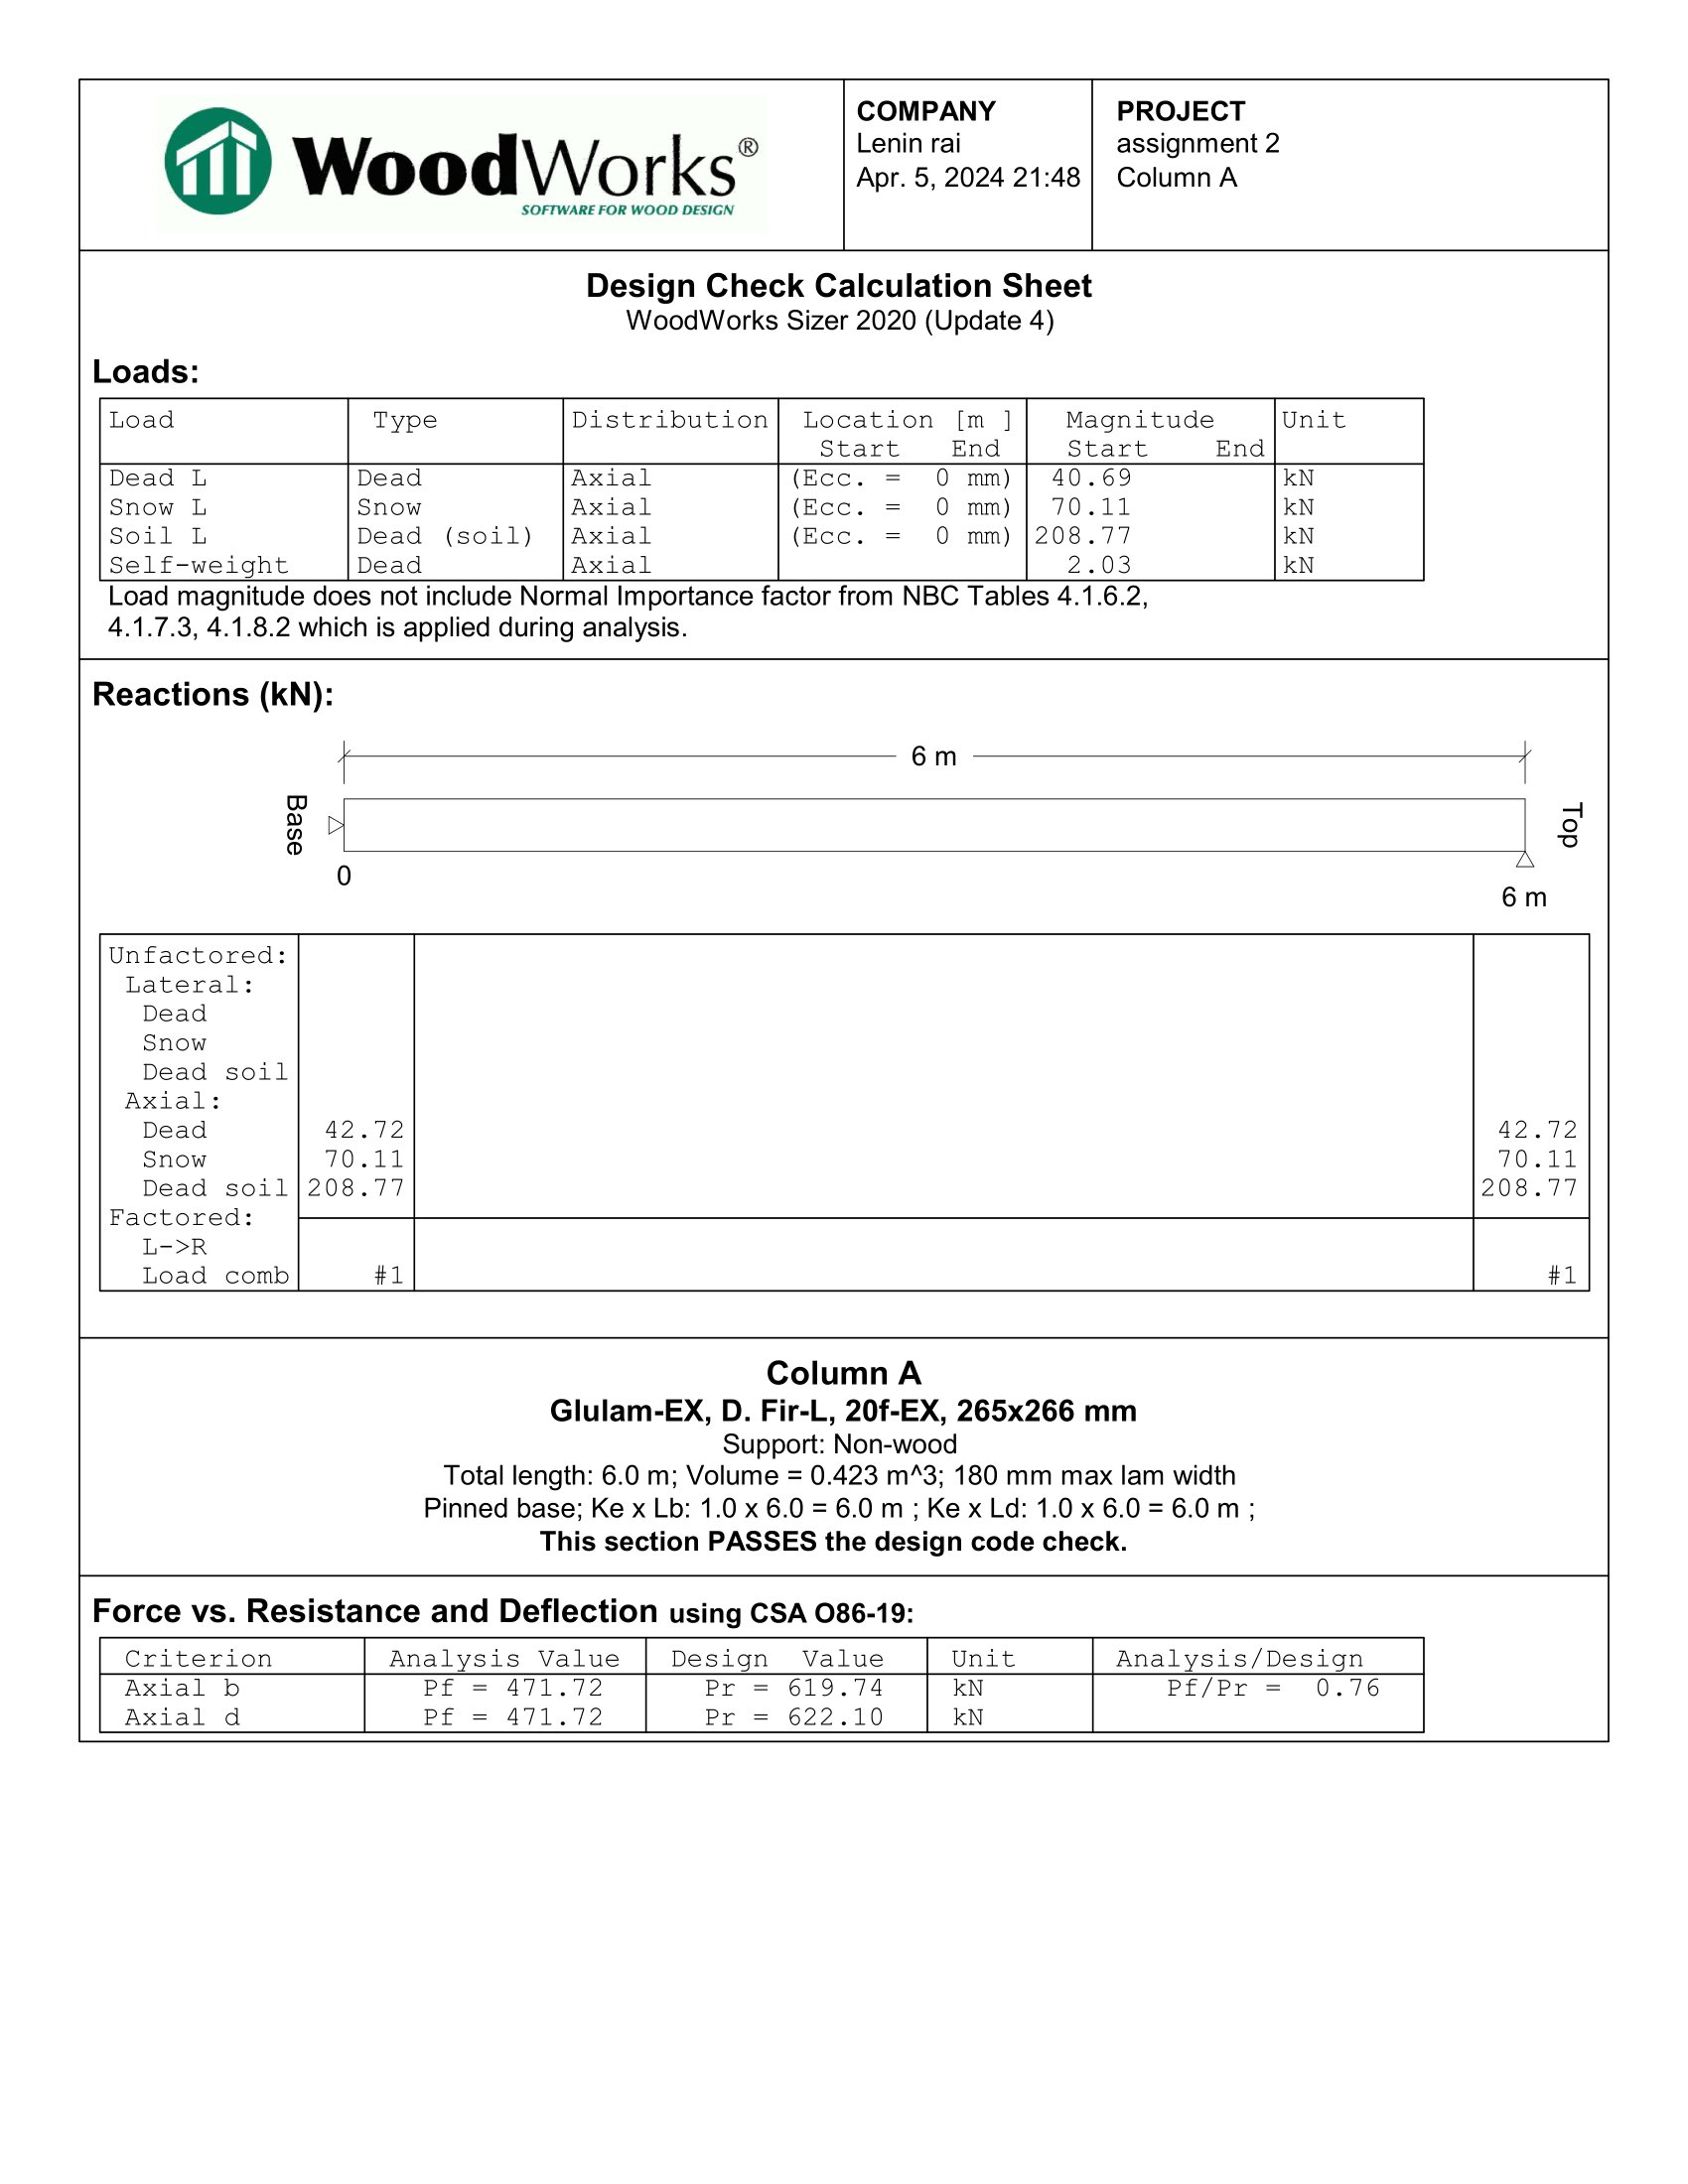 WoodWorks®
SOFTWARE FOR WOOD DESIGN
COMPANY
Lenin rai
Apr. 5, 2024 21:48
PROJECT
assignment 2
Column A
Design Check Calculation Sheet
WoodWorks Sizer 2020 (Update 4)
Loads:
Load Type Distribution Location [m ] Magnitude Unit
Start End Start End
Dead L Dead Axial (Ecc. = 0 mm) 40.69 kN
Snow L Snow Axial (Ecc. = 0 mm) 70.11 kN
Soil L Dead (soil) Axial (Ecc. = 0 mm) 208.77 kN
Self-weight Dead Axial 2.03 kN
Load magnitude does not include Normal Importance factor from NBC Tables 4.1.6.2,
4.1.7.3, 4.1.8.2 which is applied during analysis.
Reactions (kN):
6 m
Base
Top
0
6 m
Unfactored:
Lateral:
Dead
Snow
Dead soil
Axial:
Dead 42.72 42.72
Snow 70.11 70.11
Dead soil 208.77 208.77
Factored:
L->R
Load comb #1 #1
Column A
Glulam-EX, D. Fir-L, 20f-EX, 265x266 mm
Support: Non-wood
Total length: 6.0 m; Volume = 0.423 m^3; 180 mm max lam width
Pinned base; Ke x Lb: 1.0 x 6.0 = 6.0 m ; Ke x Ld: 1.0 x 6.0 = 6.0 m ;
This section PASSES the design code check.
Force vs. Resistance and Deflection using CSA O86-19:
Criterion Analysis Value Design Value Unit Analysis/Design
Axial b Pf = 471.72 Pr = 619.74 kN Pf/Pr = 0.76
Axial d Pf = 471.72 Pr = 622.10 kN